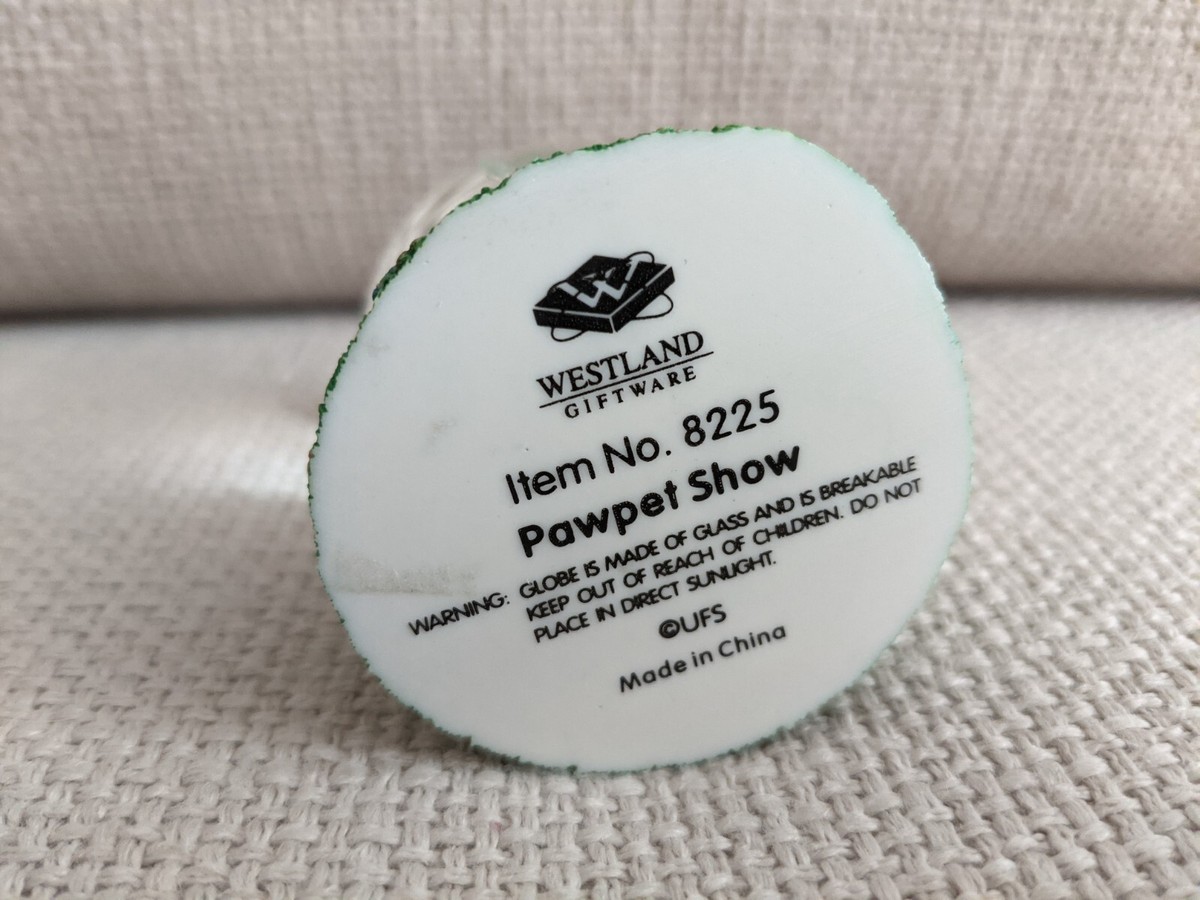 WESTLAND
GIFTWARE
Item No. 8225
Pawpet Show
WARNING: GLOBE IS MADE OF GLASS AND IS BREAKABLE
KEEP OUT OF REACH OF CHILDREN. DO NOT
PLACE IN DIRECT SUNLIGHT.
©UFS
Made in China